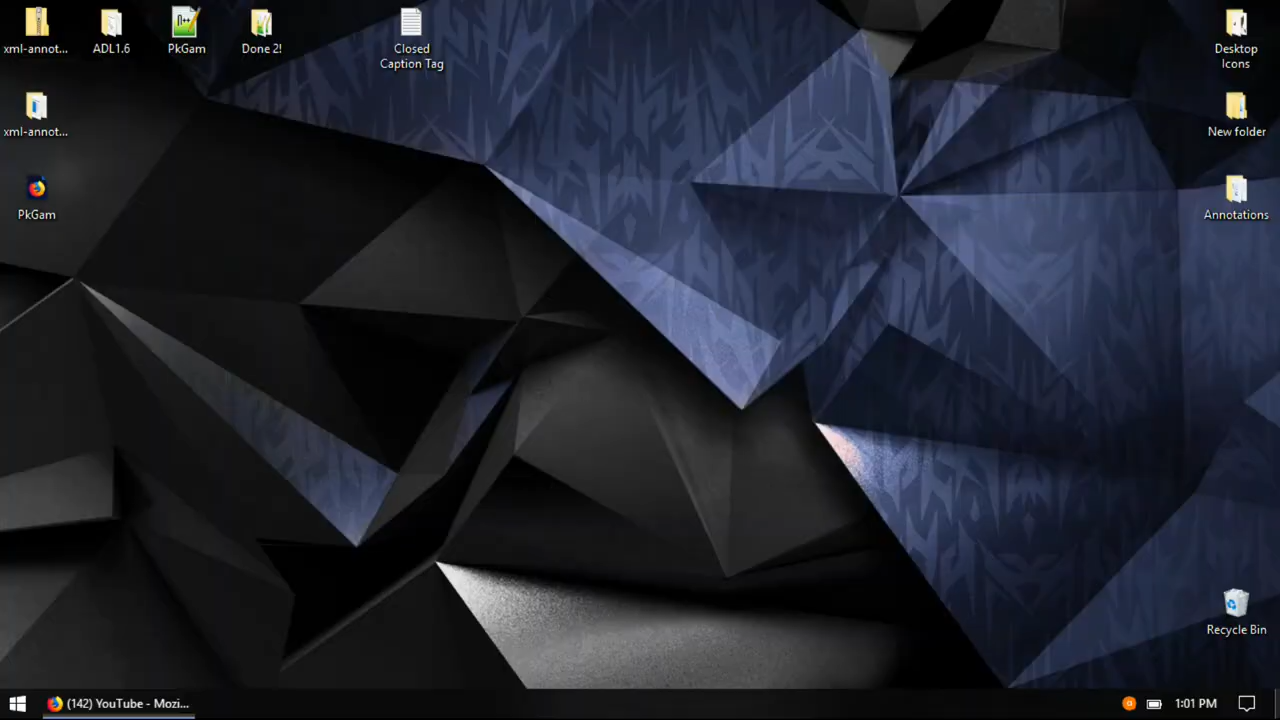 xml-annot...
ADL1.6
PkGam
Done 2!
Closed
Caption Tag
Desktop
Icons
xml-annot...
New folder
PkGam
Annotations
Recycle Bin
(142) YouTube - Mozi...
1:01 PM